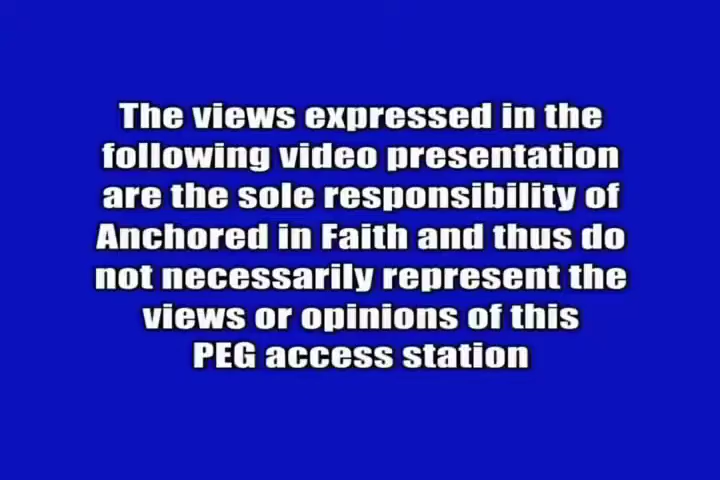 The views expressed in the
following video presentation
are the sole responsibility of
Anchored in Faith and thus do
not necessarily represent the
views or opinions of this
PEG access station